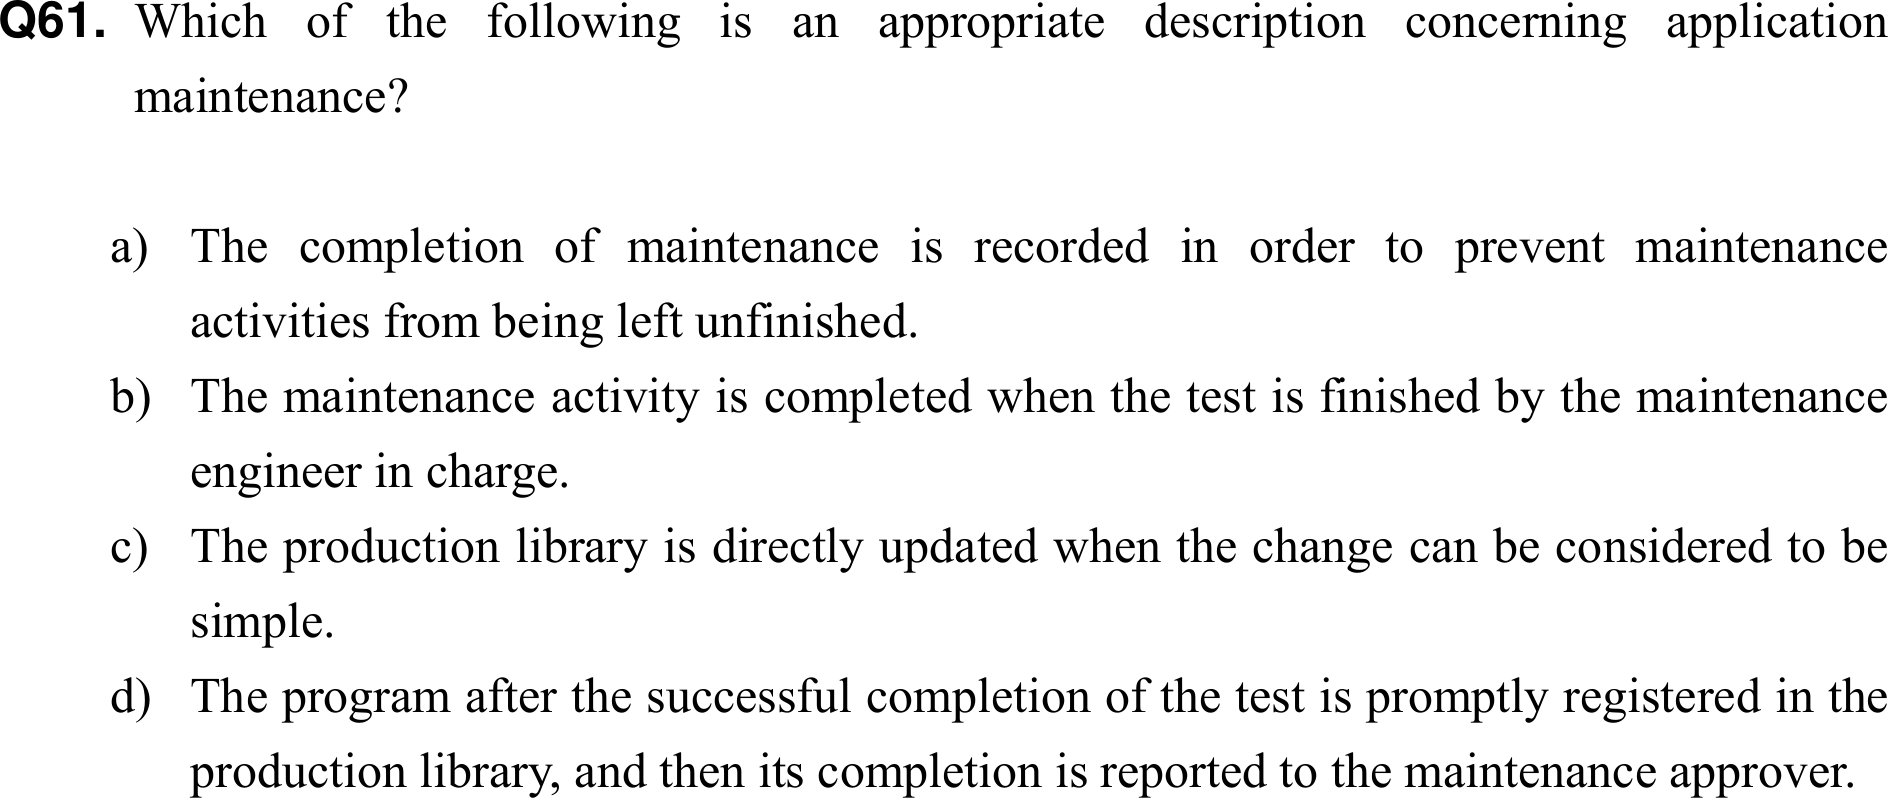 Q61. Which of the following is an appropriate description concerning application
maintenance?
a) The completion of maintenance is recorded in order to prevent maintenance
activities from being left unfinished.
b) The maintenance activity is completed when the test is finished by the maintenance
engineer in charge.
c) The production library is directly updated when the change can be considered to be
simple.
d) The program after the successful completion of the test is promptly registered in the
production library, and then its completion is reported to the maintenance approver.